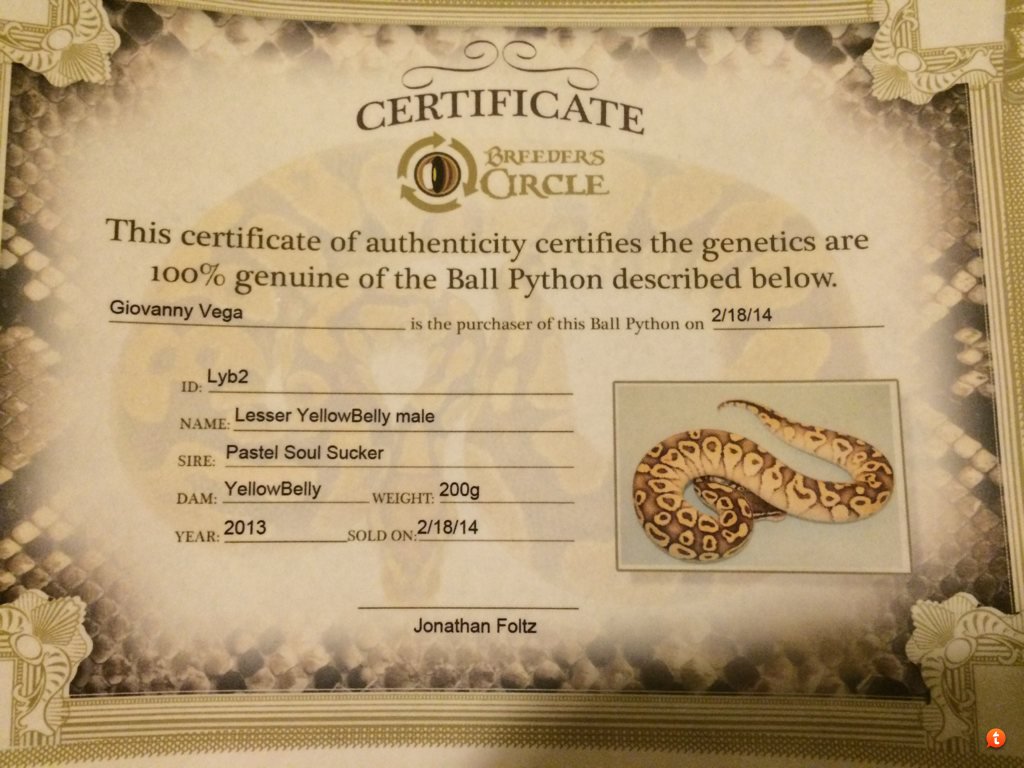 CERTIFICATE
BREEDERS
CIRCLE
This certificate of authenticity certifies the genetics are
100% genuine of the Ball Python described below.
Giovanny Vega is the purchaser of this Ball Python on 2/18/14
ID: Lyb2
NAME: Lesser YellowBelly male
SIRE: Pastel Soul Sucker
DAM: YellowBelly WEIGHT: 200g
YEAR: 2013 SOLD ON: 2/18/14
Jonathan Foltz
t